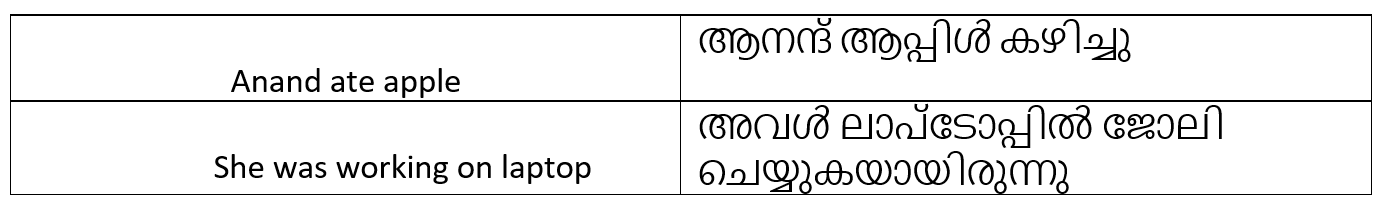 Anand ate apple
ആനന്ദ് ആപ്പിൾ കഴിച്ചു
She was working on laptop
അവൾ ലാപ്ടോപ്പിൽ ജോലി
ചെയ്യുകയായിരുന്നു